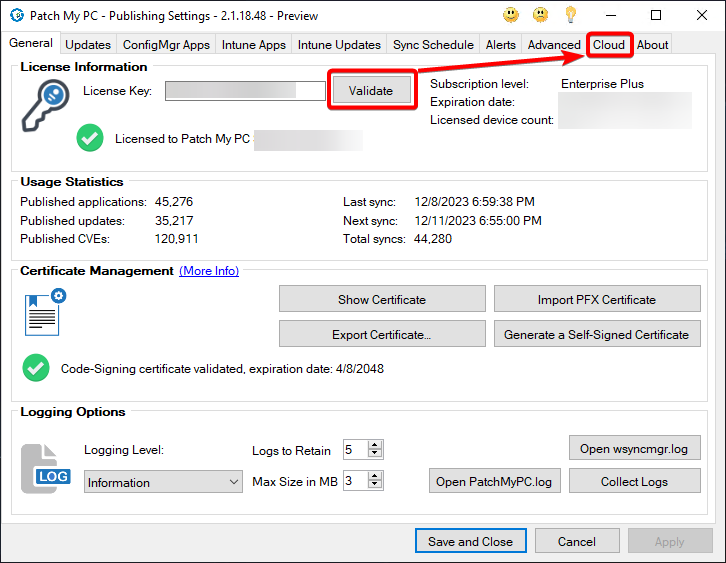 Patch My PC - Publishing Settings - 2.1.18.48 - Preview
General Updates ConfigMgr Apps Intune Apps Intune Updates Sync Schedule Alerts Advanced Cloud About
License Information
License Key: Validate
Subscription level: Enterprise Plus
Expiration date:
Licensed device count:
Licensed to Patch My PC
Usage Statistics
Published applications: 45,276 Last sync: 12/8/2023 6:59:38 PM
Published updates: 35,217 Next sync: 12/11/2023 6:55:00 PM
Published CVEs: 120,911 Total syncs: 44,280
Certificate Management (More Info)
Show Certificate Import PFX Certificate
Export Certificate... Generate a Self-Signed Certificate
Code-Signing certificate validated, expiration date: 4/8/2048
Logging Options
Logging Level: Logs to Retain 5 Open wsyncmgr.log
LOG Information Max Size in MB 3 Open PatchMyPC.log Collect Logs
Save and Close Cancel Apply